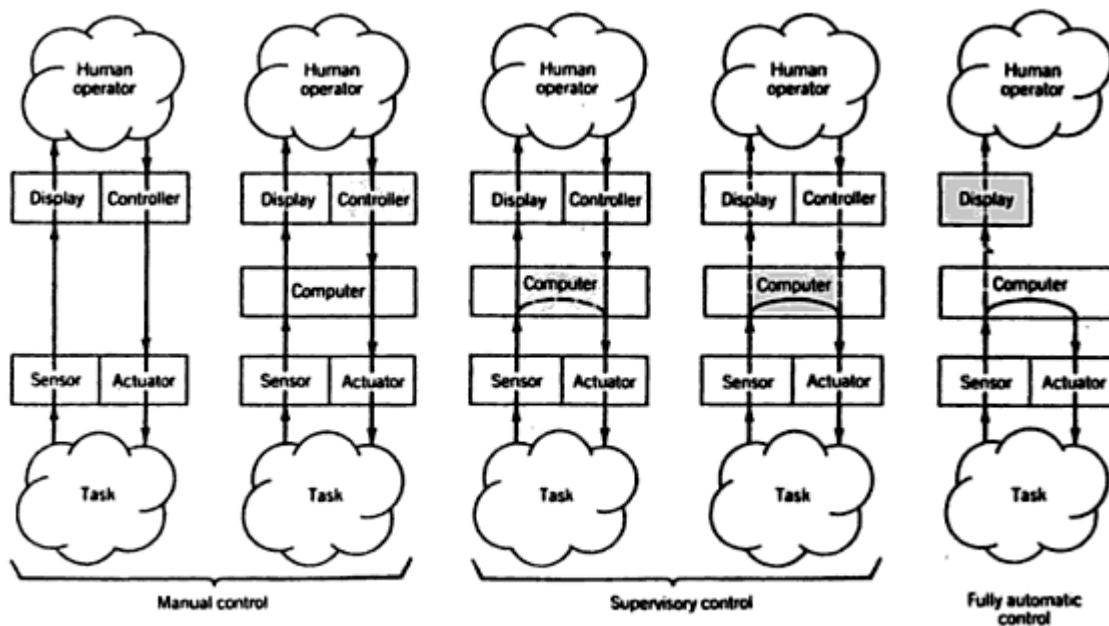 Human operator Human operator Human operator Human operator Human operator
Display Controller Display Controller Display Controller Display Controller Display
Computer Computer Computer Computer
Sensor Actuator Sensor Actuator Sensor Actuator Sensor Actuator Sensor Actuator
Task Task Task Task Task
Manual control Supervisory control Fully automatic
control